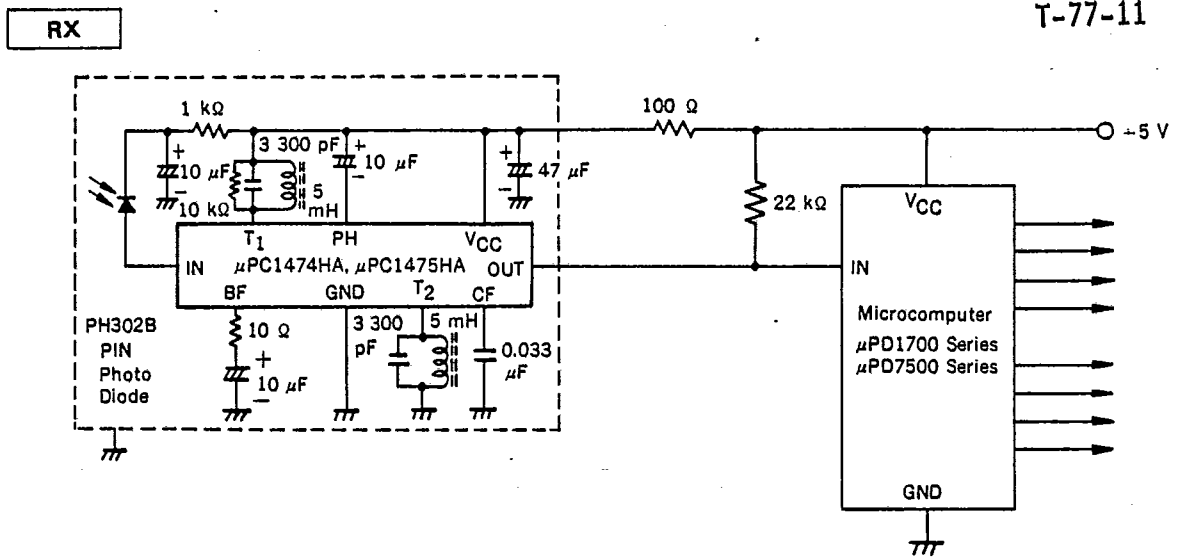 RX
T-77-11
1 kΩ
100 Ω
3 300 pF
+
+
+
10 μF
10 μF
47 μF
-
-
-
5
mH
10 kΩ
22 kΩ
+5 V
T1
PH
VCC
IN
μPC1474HA, μPC1475HA
OUT
BF
GND
T2
CF
VCC
IN
Microcomputer
μPD1700 Series
μPD7500 Series
GND
PH302B
PIN
Photo
Diode
10 Ω
+
10 μF
-
3 300
pF
5 mH
0.033
μF